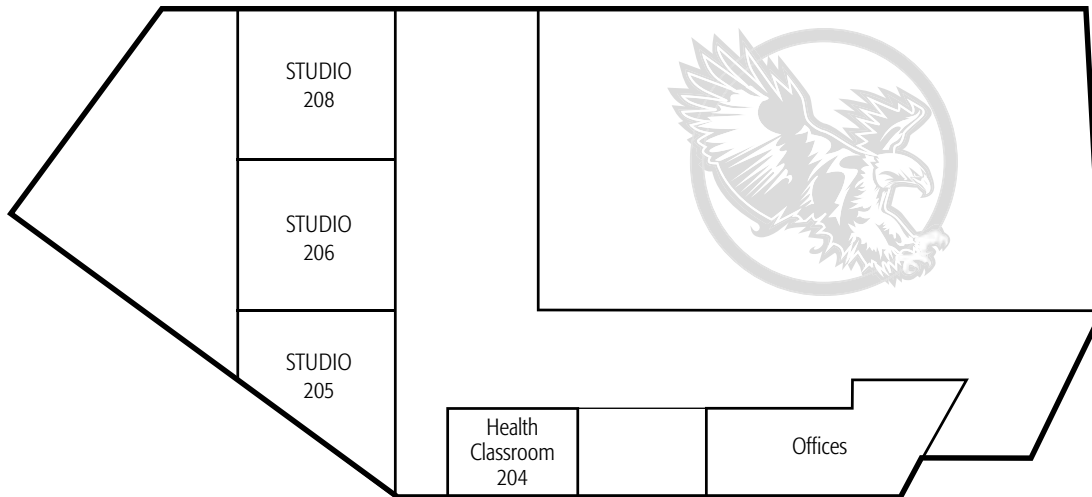 STUDIO
208
STUDIO
206
STUDIO
205
Health
Classroom
204
Offices